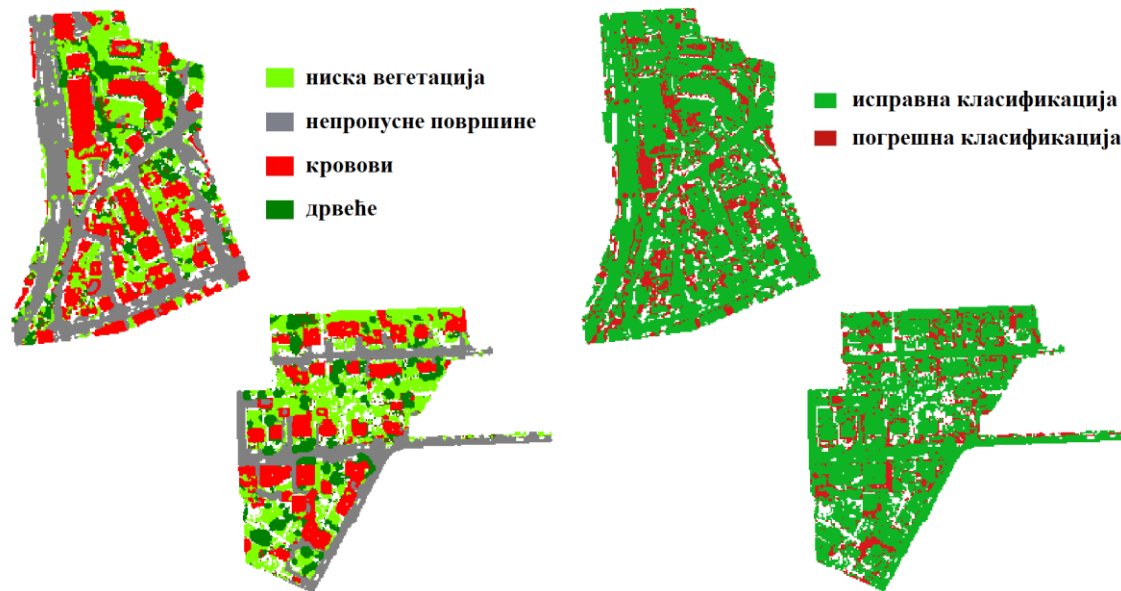 ниска вегетација
непропусне површине
кровови
дрвеће
исправна класификација
погрешна класификација